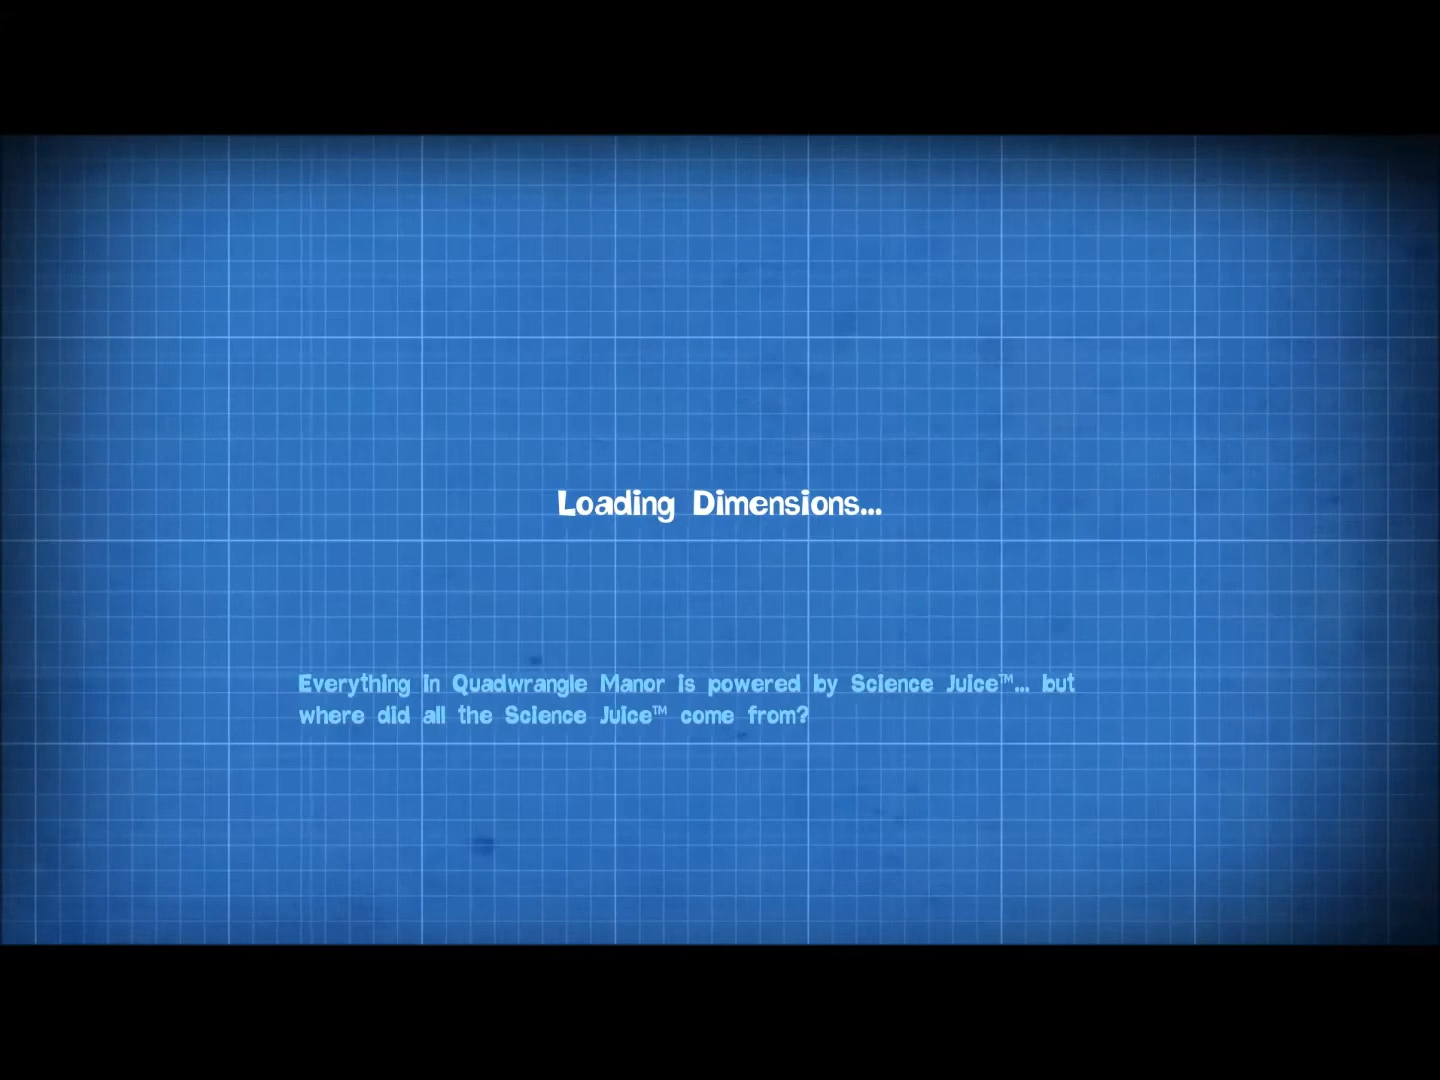 Loading Dimensions...
Everything in Quadwrangle Manor is powered by Science Juice™... but
where did all the Science Juice™ come from?